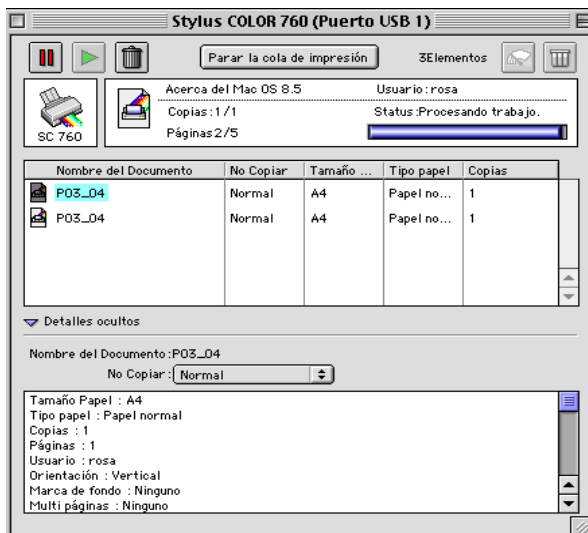 Stylus COLOR 760 (Puerto USB 1)
Parar la cola de impresión
3Elementos
SC 760
Acerca del Mac OS 8.5 Usuario :rosa
Copias :1/1 Status :Procesando trabajo.
Páginas 2/5
Nombre del Documento No Copiar Tamaño ... Tipo papel Copias
P03_04 Normal A4 Papel no... 1
P03_04 Normal A4 Papel no... 1
Detalles ocultos
Nombre del Documento :P03_04
No Copiar : Normal
Tamaño Papel : A4
Tipo papel : Papel normal
Copias : 1
Páginas : 1
Usuario : rosa
Orientación : Vertical
Marca de fondo : Ninguno
Multi páginas : Ninguno